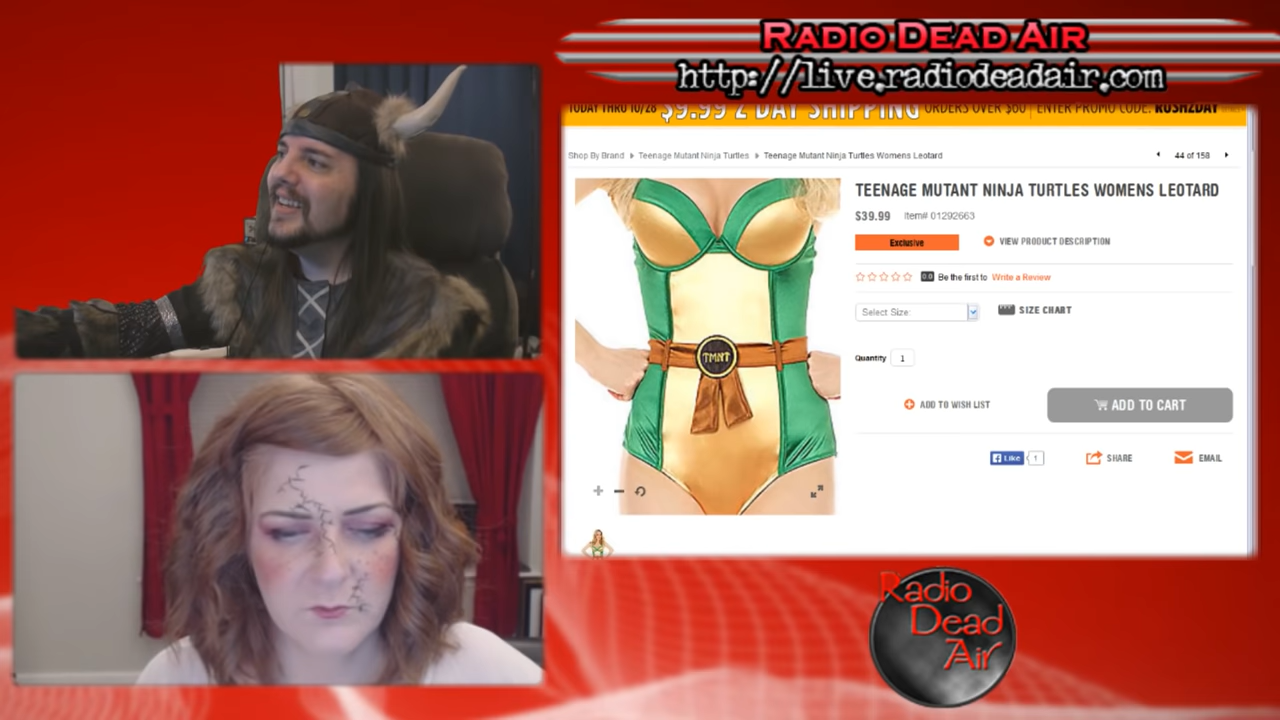 RADIO DEAD AIR
http://live.radiodeadair.com
TODAY THRU 10/28 $9.99 2 DAY SHIPPING ORDERS OVER $60 | ENTER PROMO CODE: RUSH2DAY
Shop By Brand Teenage Mutant Ninja Turtles Teenage Mutant Ninja Turtles Womens Leotard
44 of 158
TEENAGE MUTANT NINJA TURTLES WOMENS LEOTARD
$39.99 Item# 01292663
Exclusive VIEW PRODUCT DESCRIPTION
0.0 Be the first to Write a Review
Select Size: SIZE CHART
Quantity 1
TMNT
ADD TO WISH LIST ADD TO CART
Like 1 SHARE EMAIL
Radio
Dead
Air